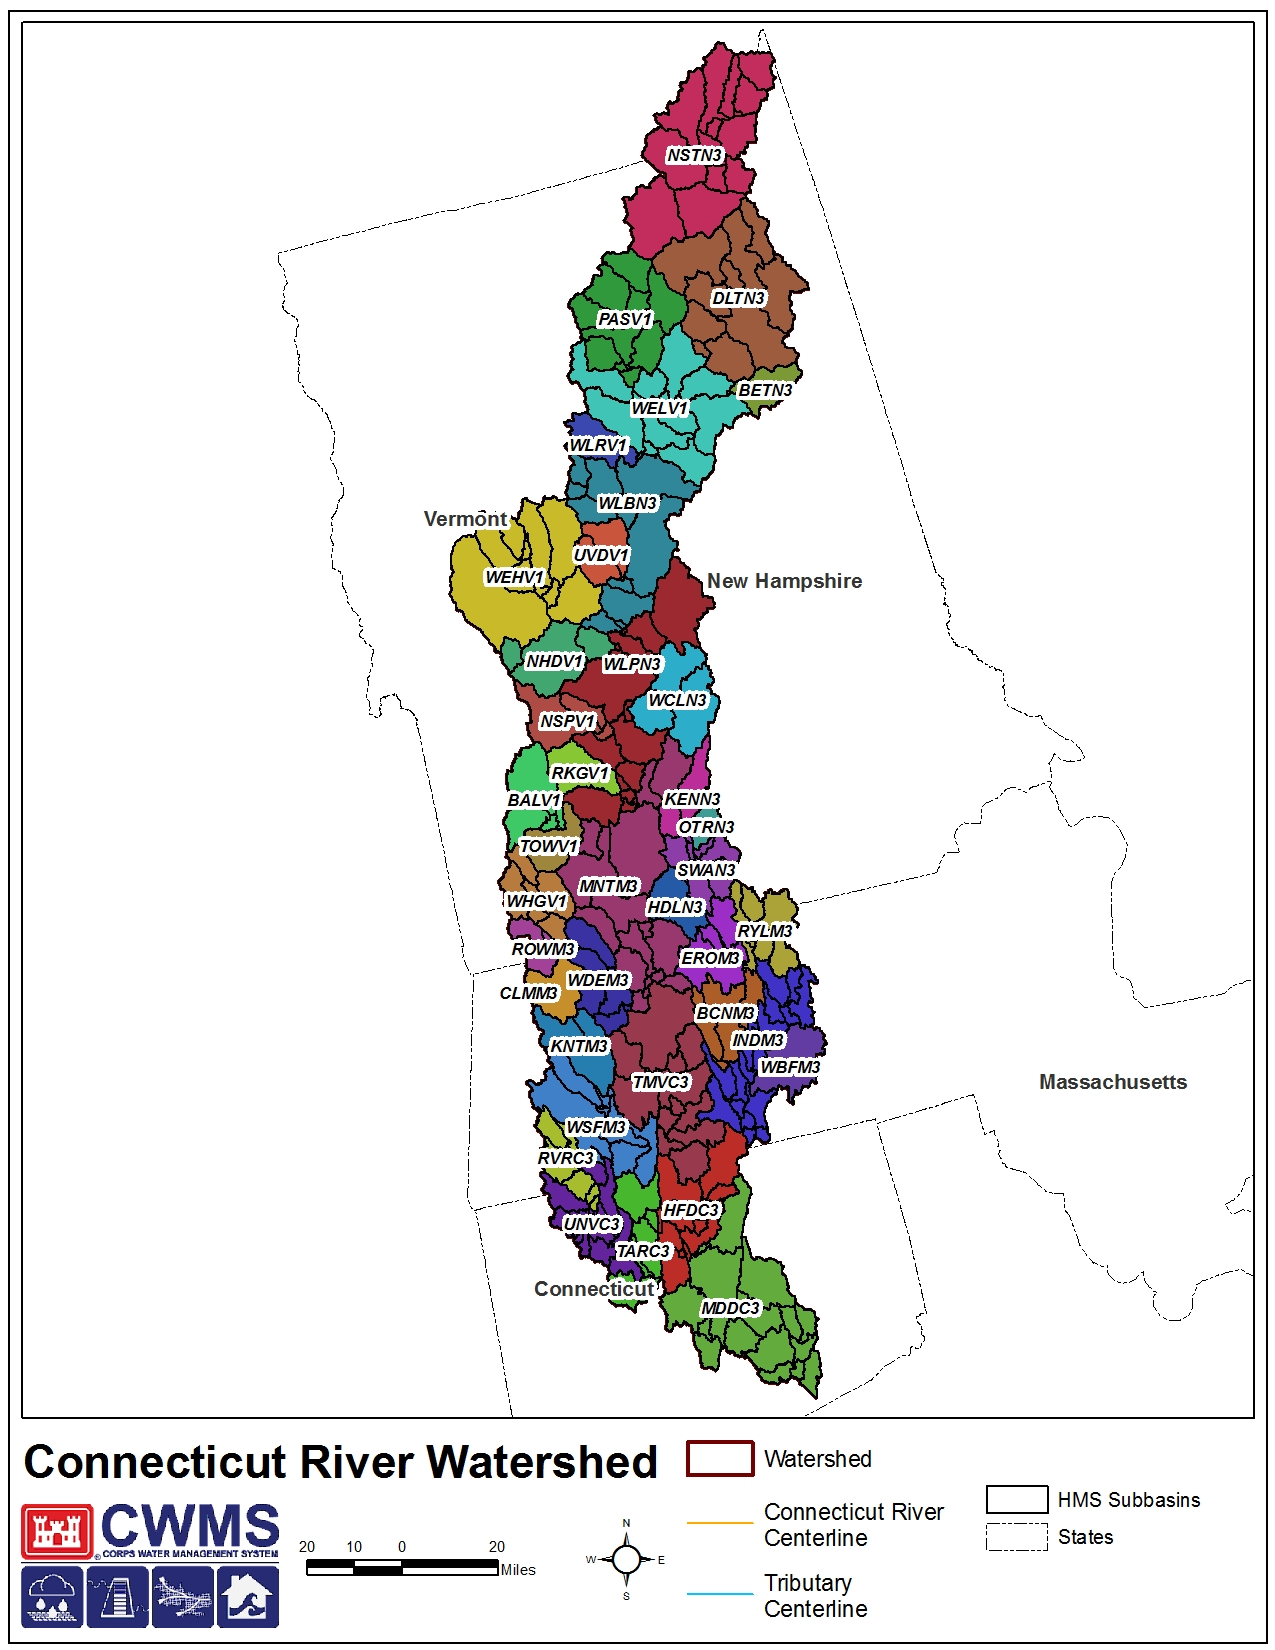 NSTN3
DLTN3
PASV1
BETN3
WELV1
WLRV1
WLBN3
Vermont
UVDV1
WEHV1
New Hampshire
NHDV1
WLPN3
WCLN3
NSPV1
RKGV1
BALV1
KENN3
OTRN3
TOWV1
SWAN3
MNTM3
WHGV1
HDLN3
RYLM3
ROWM3
EROM3
WDEM3
CLMM3
BCNM3
INDM3
KNTM3
WBFM3
TMVC3
Massachusetts
WSFM3
RVRC3
HFDC3
UNVC3
TARC3
Connecticut
MDDC3
Connecticut River Watershed
CWMS
®CORPS WATER MANAGEMENT SYSTEM
20 10 0 20
Miles
N
W E
S
Watershed
Connecticut River
Centerline
Tributary
Centerline
HMS Subbasins
States